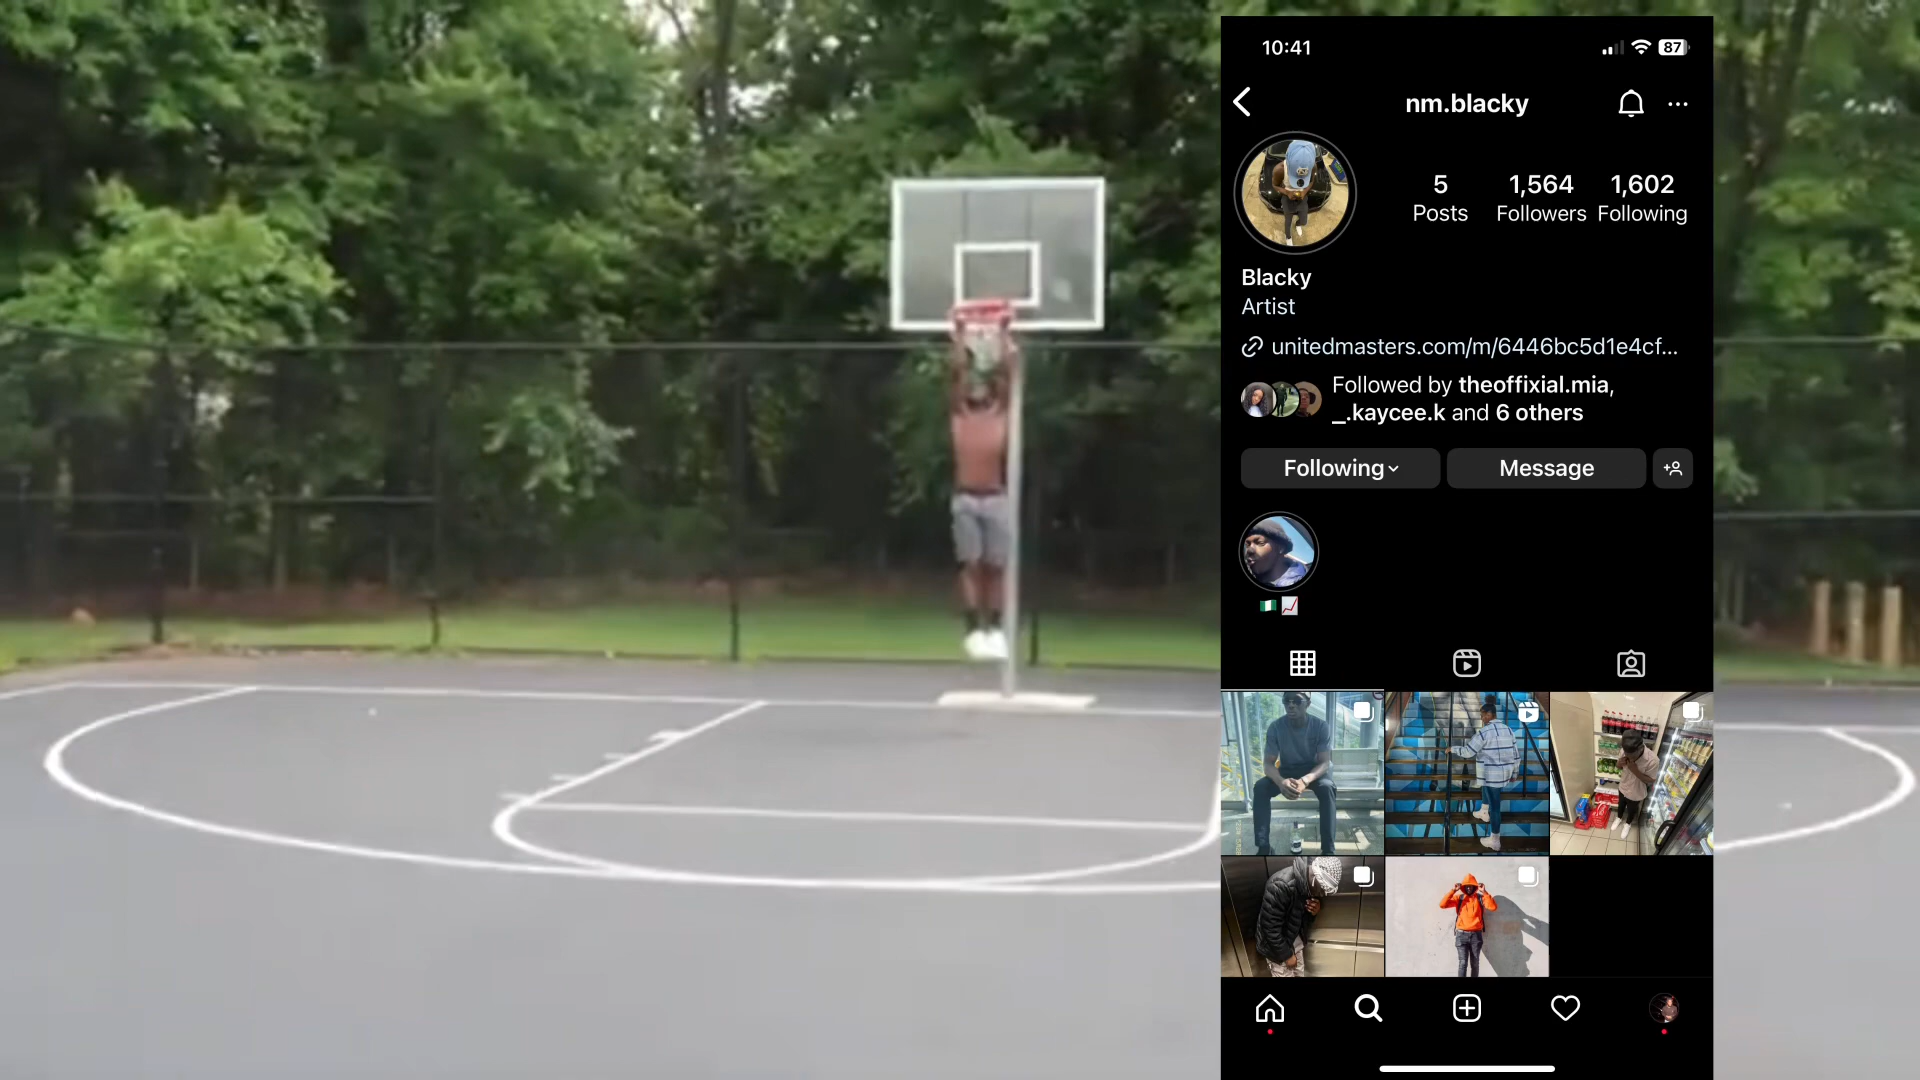 10:41
87
nm.blacky
5
Posts
1,564
Followers
1,602
Following
Blacky
Artist
unitedmasters.com/m/6446bc5d1e4cf...
Followed by theoffixial.mia,
_.kaycee.k and 6 others
Following
Message